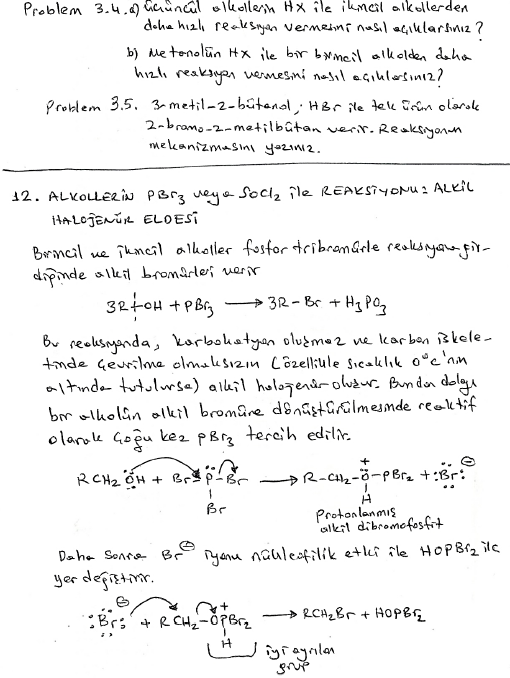 Problem 3.4. a) Üçüncül alkollerin HX ile ikincil alkollerden
daha hızlı reaksiyon vermesini nasıl açıklarsınız?
b) Metanolün HX ile bir birincil alkolden daha
hızlı reaksiyon vermesini nasıl açıklarsınız?
Problem 3.5. 3-metil-2-bütanol, HBr ile tek ürün olarak
2-bromo-2-metilbütan verir. Reaksiyonun
mekanizmasını yazınız.
12. ALKOLLERİN PBr3 veya SOCl2 ile REAKSİYONU: ALKİL
HALOJENÜR ELDESİ
Birincil ve ikincil alkoller fosfor tribromürle reaksiyona gir-
diğinde alkil bromürleri verir
3R-OH + PBr3 → 3R-Br + H3PO3
Bu reaksiyonda, karbokatyon oluşmaz ve karbon iskele-
tinde çevrilme olmaksızın (özellikle sıcaklık 0°C'nin
altında tutulursa) alkil halojenür oluşur. Bundan dolayı
bir alkolün alkil bromüre dönüştürülmesinde reaktif
olarak çoğu kez PBr3 tercih edilir.
RCH2ÖH + Br-P-Br → R-CH2-O-PBr2 + :Br:⊖
Br
+
H
Protonlanmış
alkil dibromofosfit
Daha sonra Br⊖ iyonu nükleofilik etki ile HOPBr2 ile
yer değiştirir.
:Br:⊖ + RCH2-OPBr2 → RCH2Br + HOPBr2
+
H
iyi ayrılan
grup